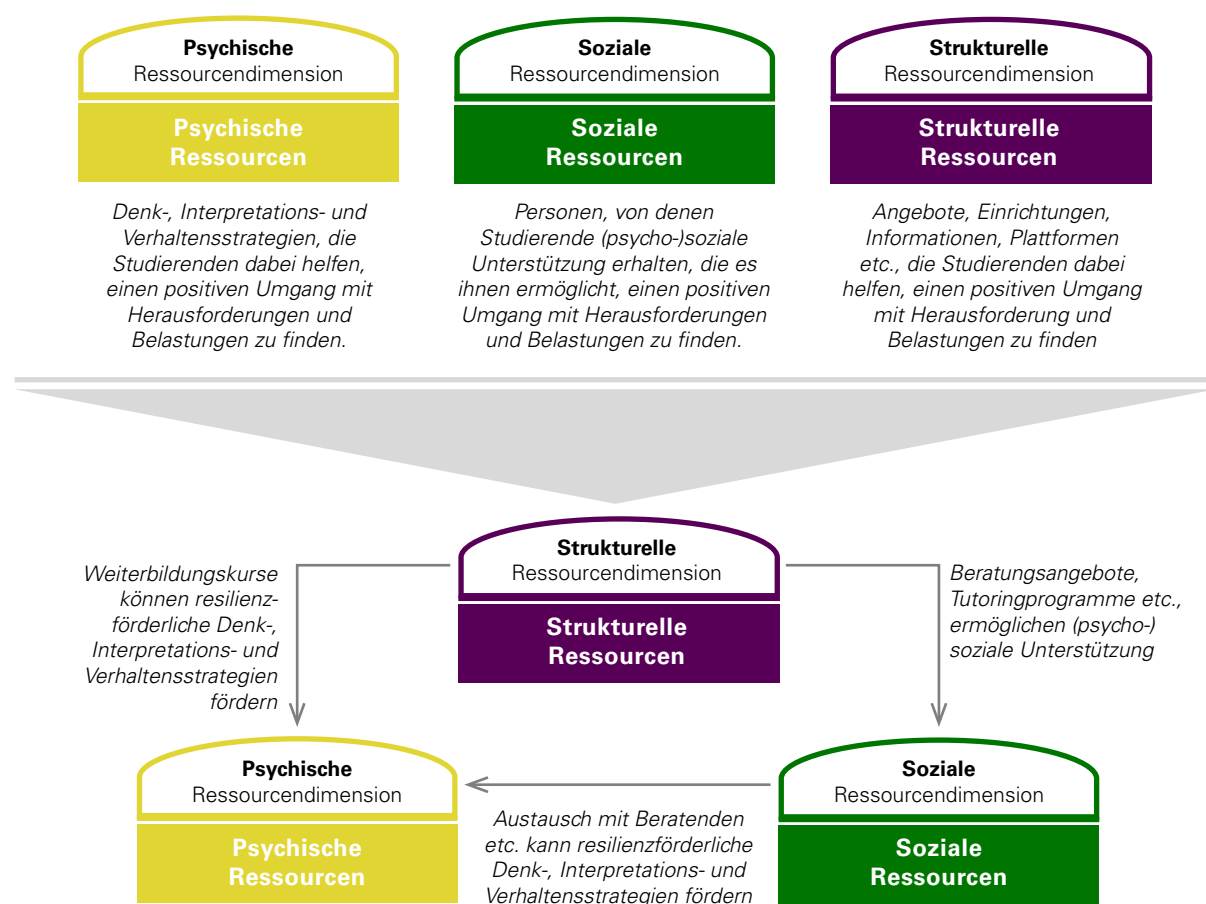 Psychische
Ressourcendimension
Psychische
Ressourcen
Denk-, Interpretations- und
Verhaltensstrategien, die
Studierenden dabei helfen,
einen positiven Umgang mit
Herausforderungen und
Belastungen zu finden.
Soziale
Ressourcendimension
Soziale
Ressourcen
Personen, von denen
Studierende (psycho-)soziale
Unterstützung erhalten, die es
ihnen ermöglicht, einen positiven
Umgang mit Herausforderungen
und Belastungen zu finden.
Strukturelle
Ressourcendimension
Strukturelle
Ressourcen
Angebote, Einrichtungen,
Informationen, Plattformen
etc., die Studierenden dabei
helfen, einen positiven Umgang
mit Herausforderung und
Belastungen zu finden
Strukturelle
Ressourcendimension
Strukturelle
Ressourcen
Weiterbildungskurse
können resilienz-
förderliche Denk-,
Interpretations- und
Verhaltensstrategien
fördern
Beratungsangebote,
Tutoringprogramme etc.,
ermöglichen (psycho-)
soziale Unterstützung
Psychische
Ressourcendimension
Psychische
Ressourcen
Austausch mit Beratenden
etc. kann resilienzförderliche
Denk-, Interpretations- und
Verhaltensstrategien fördern
Soziale
Ressourcendimension
Soziale
Ressourcen